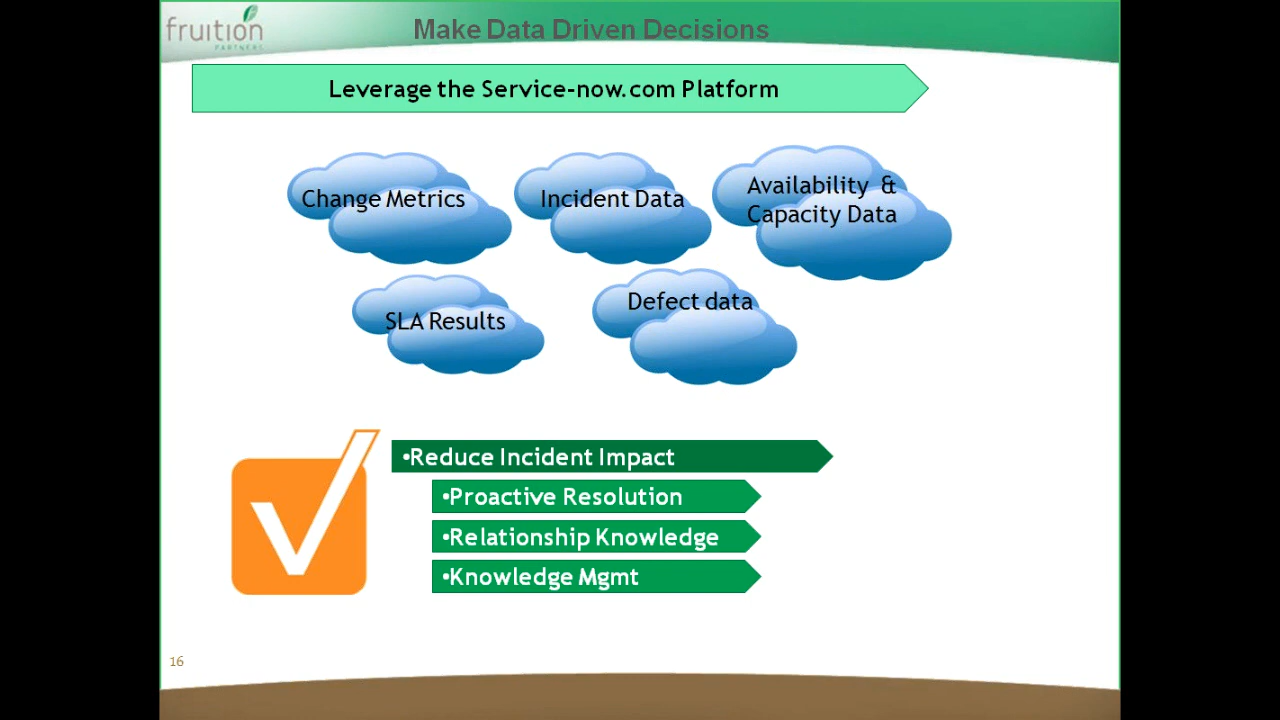 fruition
PARTNERS
Make Data Driven Decisions
Leverage the Service-now.com Platform
Change Metrics
Incident Data
Availability &
Capacity Data
SLA Results
Defect data
•Reduce Incident Impact
•Proactive Resolution
•Relationship Knowledge
•Knowledge Mgmt
16